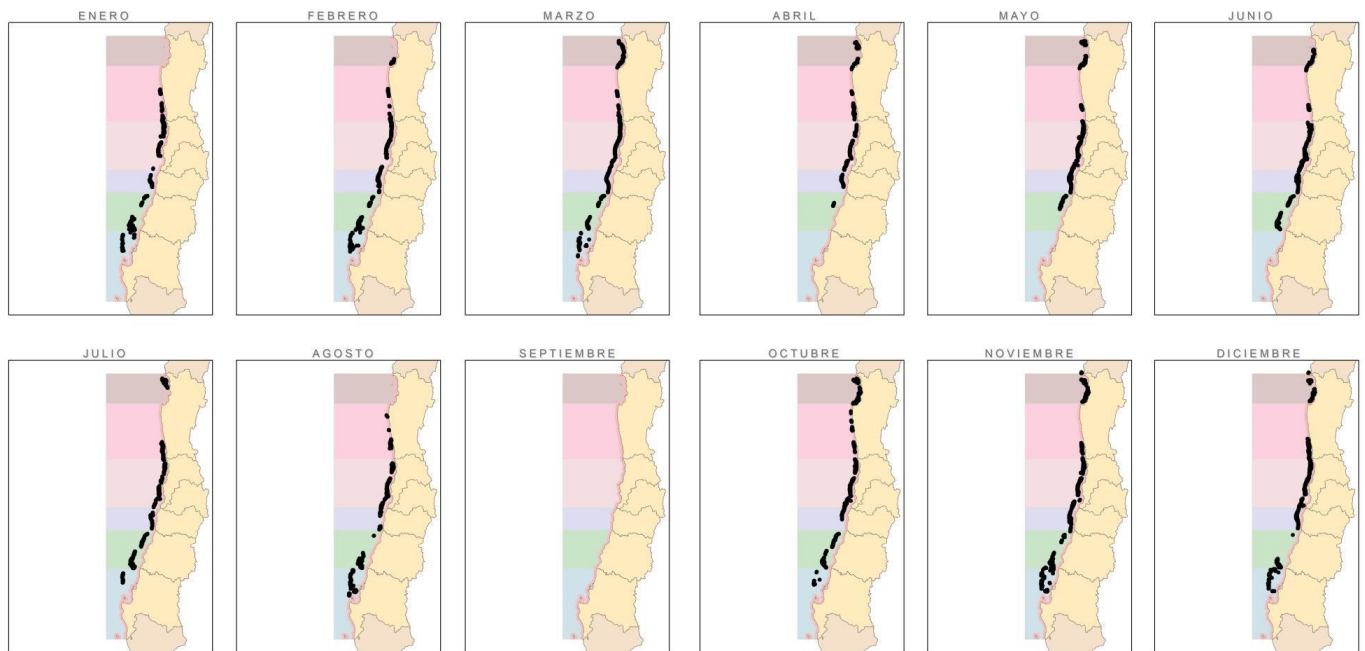 ENERO
FEBRERO
MARZO
ABRIL
MAYO
JUNIO
JULIO
AGOSTO
SEPTIEMBRE
OCTUBRE
NOVIEMBRE
DICIEMBRE